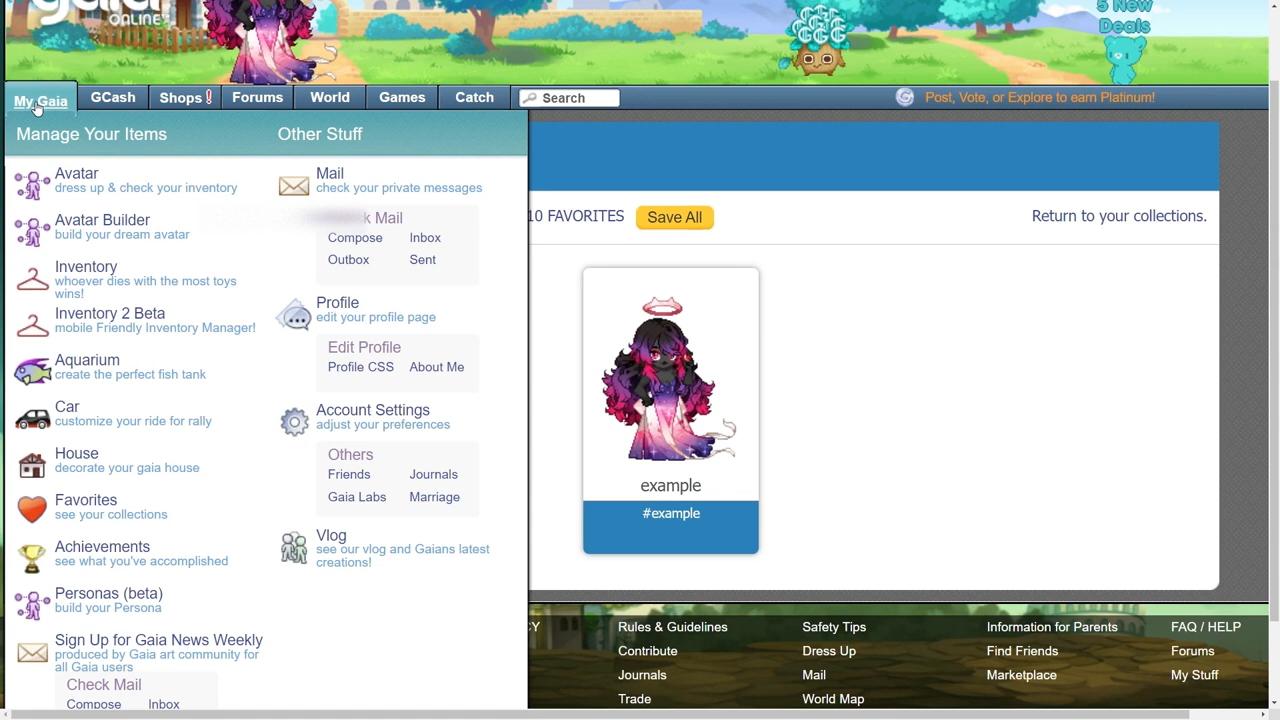 gaia
ONLINE
5 New
Deals
My Gaia
GCash
Shops !
Forums
World
Games
Catch
Search
Post, Vote, or Explore to earn Platinum!
Manage Your Items
Avatar
dress up & check your inventory
Avatar Builder
build your dream avatar
Inventory
whoever dies with the most toys
wins!
Inventory 2 Beta
mobile Friendly Inventory Manager!
Aquarium
create the perfect fish tank
Car
customize your ride for rally
House
decorate your gaia house
Favorites
see your collections
Achievements
see what you've accomplished
Personas (beta)
build your Persona
Sign Up for Gaia News Weekly
produced by Gaia art community for
all Gaia users
Check Mail
Compose Inbox
Other Stuff
Mail
check your private messages
k Mail
Compose Inbox
Outbox Sent
Profile
edit your profile page
Edit Profile
Profile CSS About Me
Account Settings
adjust your preferences
Others
Friends Journals
Gaia Labs Marriage
Vlog
see our vlog and Gaians latest
creations!
10 FAVORITES
Save All
Return to your collections.
example
#example
CY
Rules & Guidelines
Contribute
Journals
Trade
Safety Tips
Dress Up
Mail
World Map
Information for Parents
Find Friends
Marketplace
FAQ / HELP
Forums
My Stuff